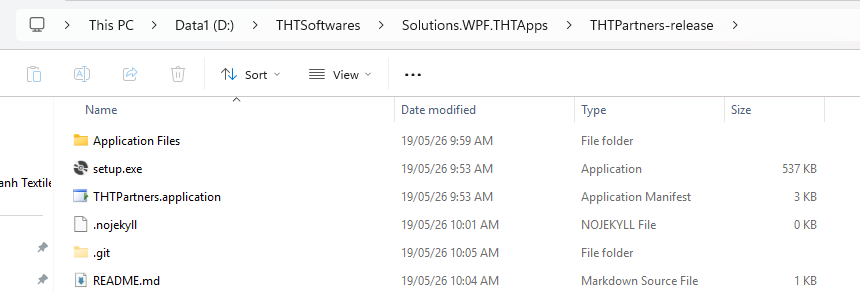 This PC > Data1 (D:) > THTSoftwares > Solutions.WPF.THTApps > THTPartners-release >
Sort View ...
Name Date modified Type Size
Application Files 19/05/26 9:59 AM File folder
setup.exe 19/05/26 9:53 AM Application 537 KB
anh Textile
THTPartners.application 19/05/26 9:53 AM Application Manifest 3 KB
.nojekyll 19/05/26 10:01 AM NOJEKYLL File 0 KB
.git 19/05/26 10:05 AM File folder
README.md 19/05/26 10:04 AM Markdown Source File 1 KB